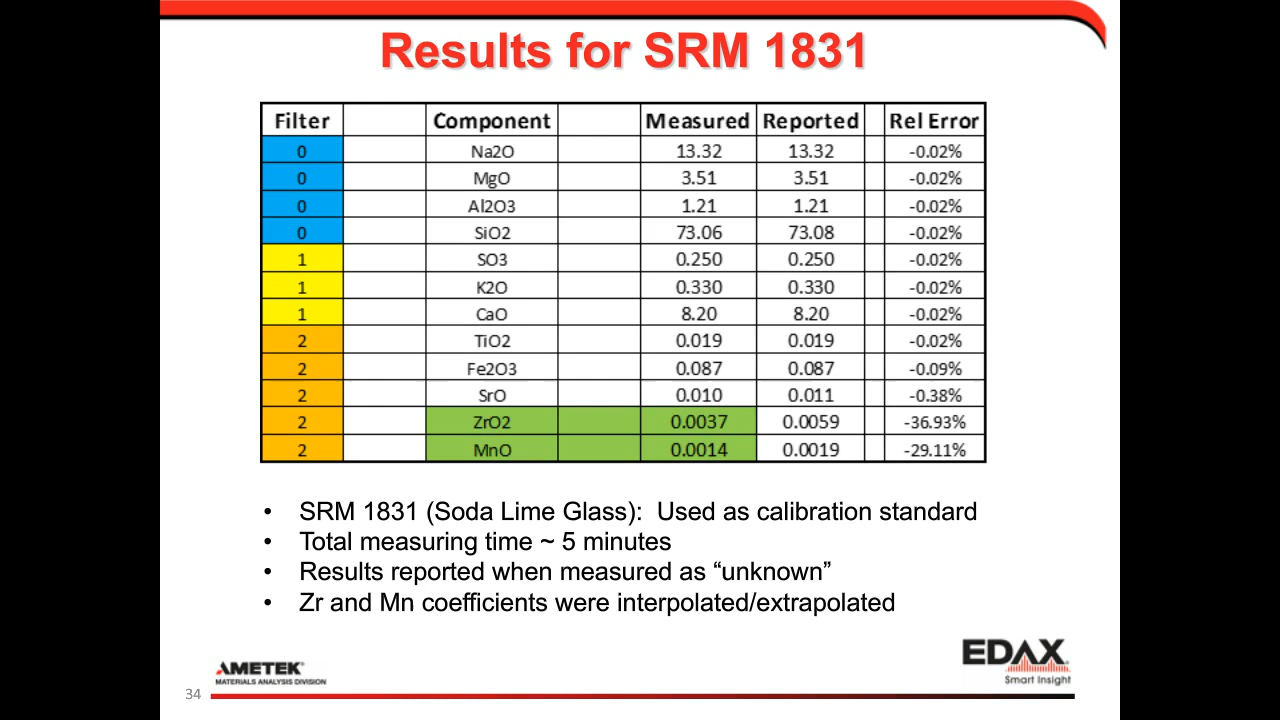 Results for SRM 1831
Filter Component Measured Reported Rel Error
0 Na2O 13.32 13.32 -0.02%
0 MgO 3.51 3.51 -0.02%
0 Al2O3 1.21 1.21 -0.02%
0 SiO2 73.06 73.08 -0.02%
1 SO3 0.250 0.250 -0.02%
1 K2O 0.330 0.330 -0.02%
1 CaO 8.20 8.20 -0.02%
2 TiO2 0.019 0.019 -0.02%
2 Fe2O3 0.087 0.087 -0.09%
2 SrO 0.010 0.011 -0.38%
2 ZrO2 0.0037 0.0059 -36.93%
2 MnO 0.0014 0.0019 -29.11%
• SRM 1831 (Soda Lime Glass): Used as calibration standard
• Total measuring time ~ 5 minutes
• Results reported when measured as “unknown”
• Zr and Mn coefficients were interpolated/extrapolated
AMETEK®
MATERIALS ANALYSIS DIVISION
EDAX
Smart Insight
34